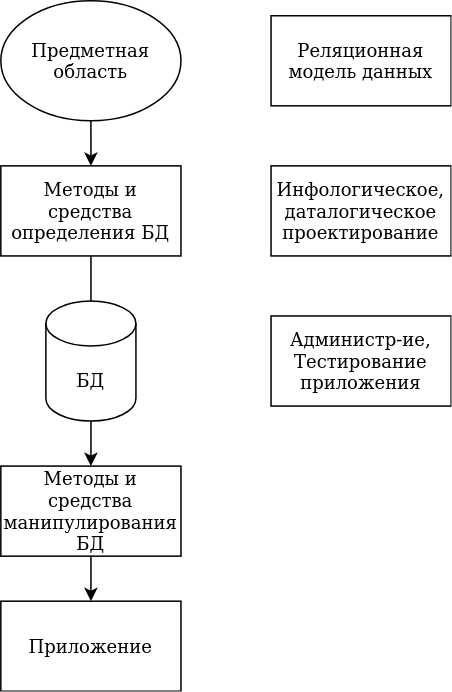 Предметная
область
Реляционная
модель данных
Методы и
средства
определения БД
Инфологическое,
даталогическое
проектирование
БД
Администр-ие,
Тестирование
приложения
Методы и
средства
манипулирования
БД
Приложение